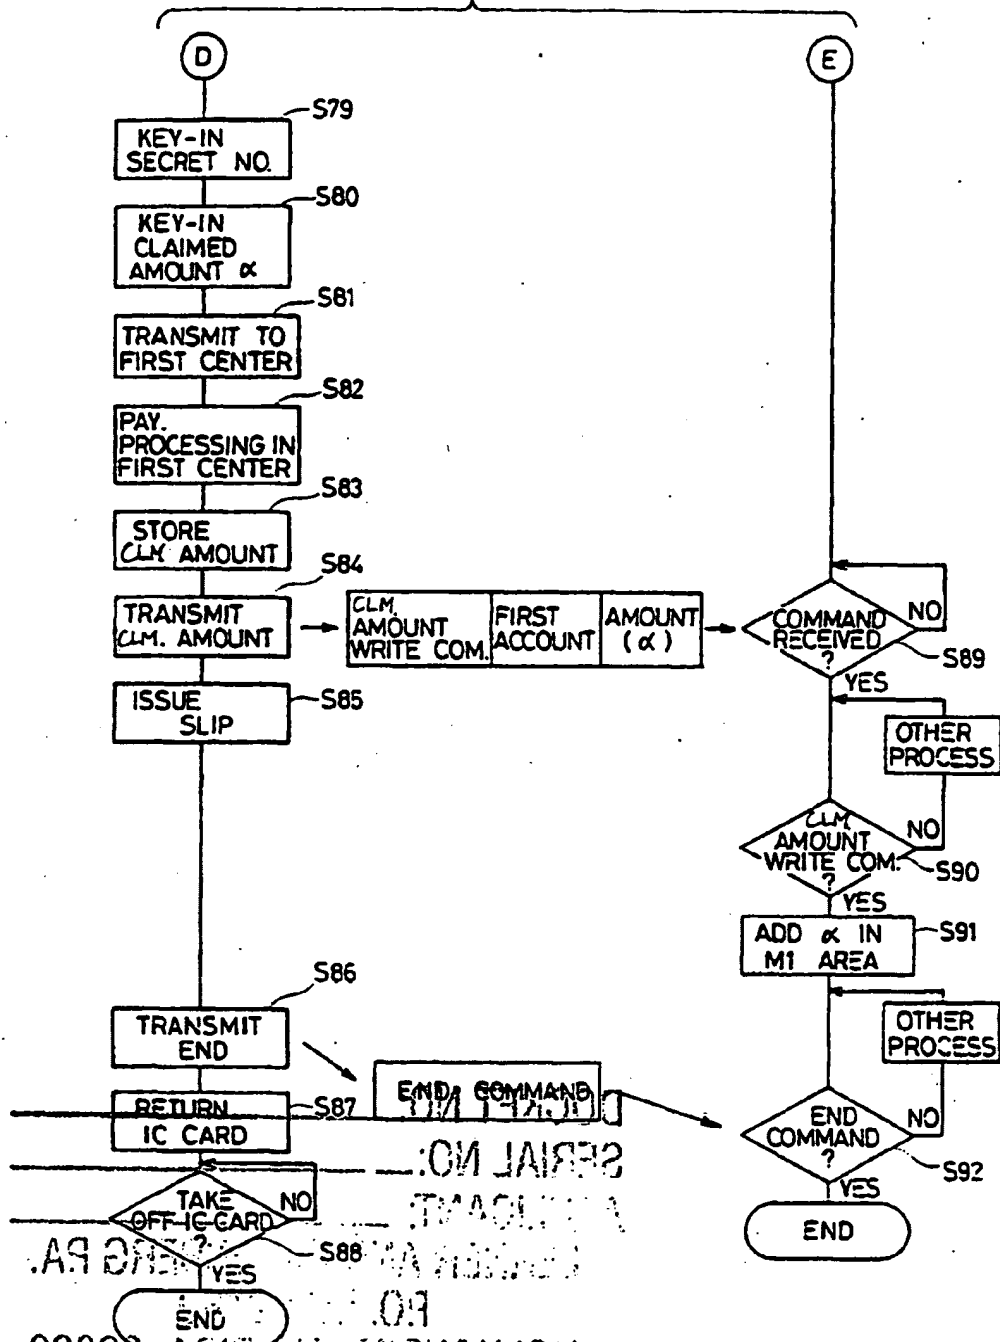 D
E
S79
KEY-IN
SECRET NO.
S80
KEY-IN
CLAIMED
AMOUNT α
S81
TRANSMIT TO
FIRST CENTER
S82
PAY.
PROCESSING IN
FIRST CENTER
S83
STORE
CLM AMOUNT
S84
TRANSMIT
CLM. AMOUNT
CLM.
AMOUNT
WRITE COM.
FIRST
ACCOUNT
AMOUNT
(α)
COMMAND
RECEIVED
?
NO
S89
YES
S85
ISSUE
SLIP
OTHER
PROCESS
CLM
AMOUNT
WRITE COM.
?
NO
S90
YES
ADD α IN
M1 AREA
S91
S86
TRANSMIT
END
OTHER
PROCESS
END COMMAND
S87
RETURN
IC CARD
END
COMMAND
?
NO
S92
YES
END
TAKE
OFF IC CARD
?
NO
S88
YES
END
DOCKET NO.
SERIAL NO:
P.A.
P.O.